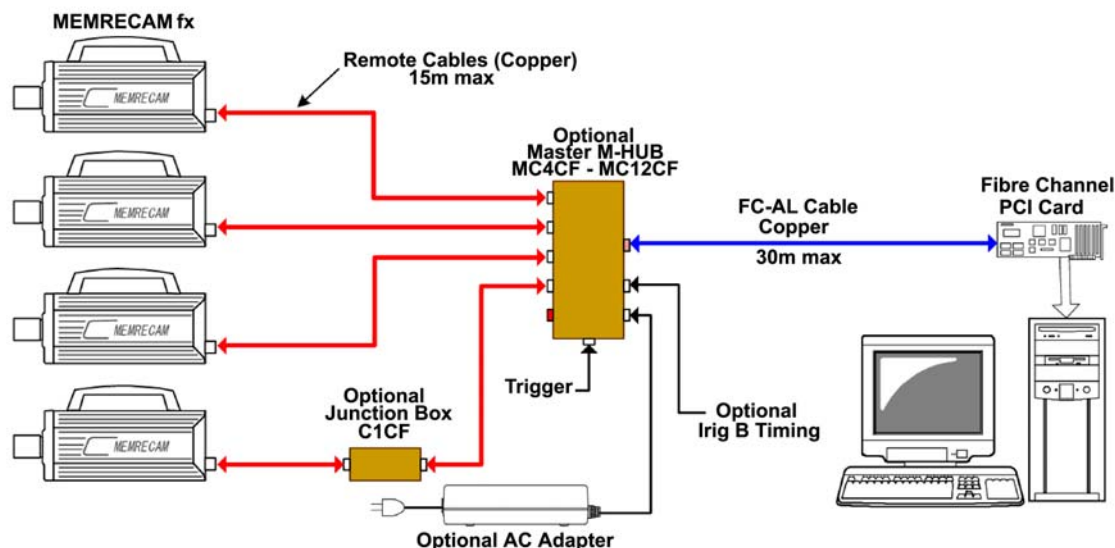 MEMRECAM fx
MEMRECAM
Remote Cables (Copper)
15m max
Optional
Master M-HUB
MC4CF - MC12CF
FC-AL Cable
Copper
30m max
Fibre Channel
PCI Card
MEMRECAM
MEMRECAM
MEMRECAM
Optional
Junction Box
C1CF
Trigger
Optional
Irig B Timing
Optional AC Adapter